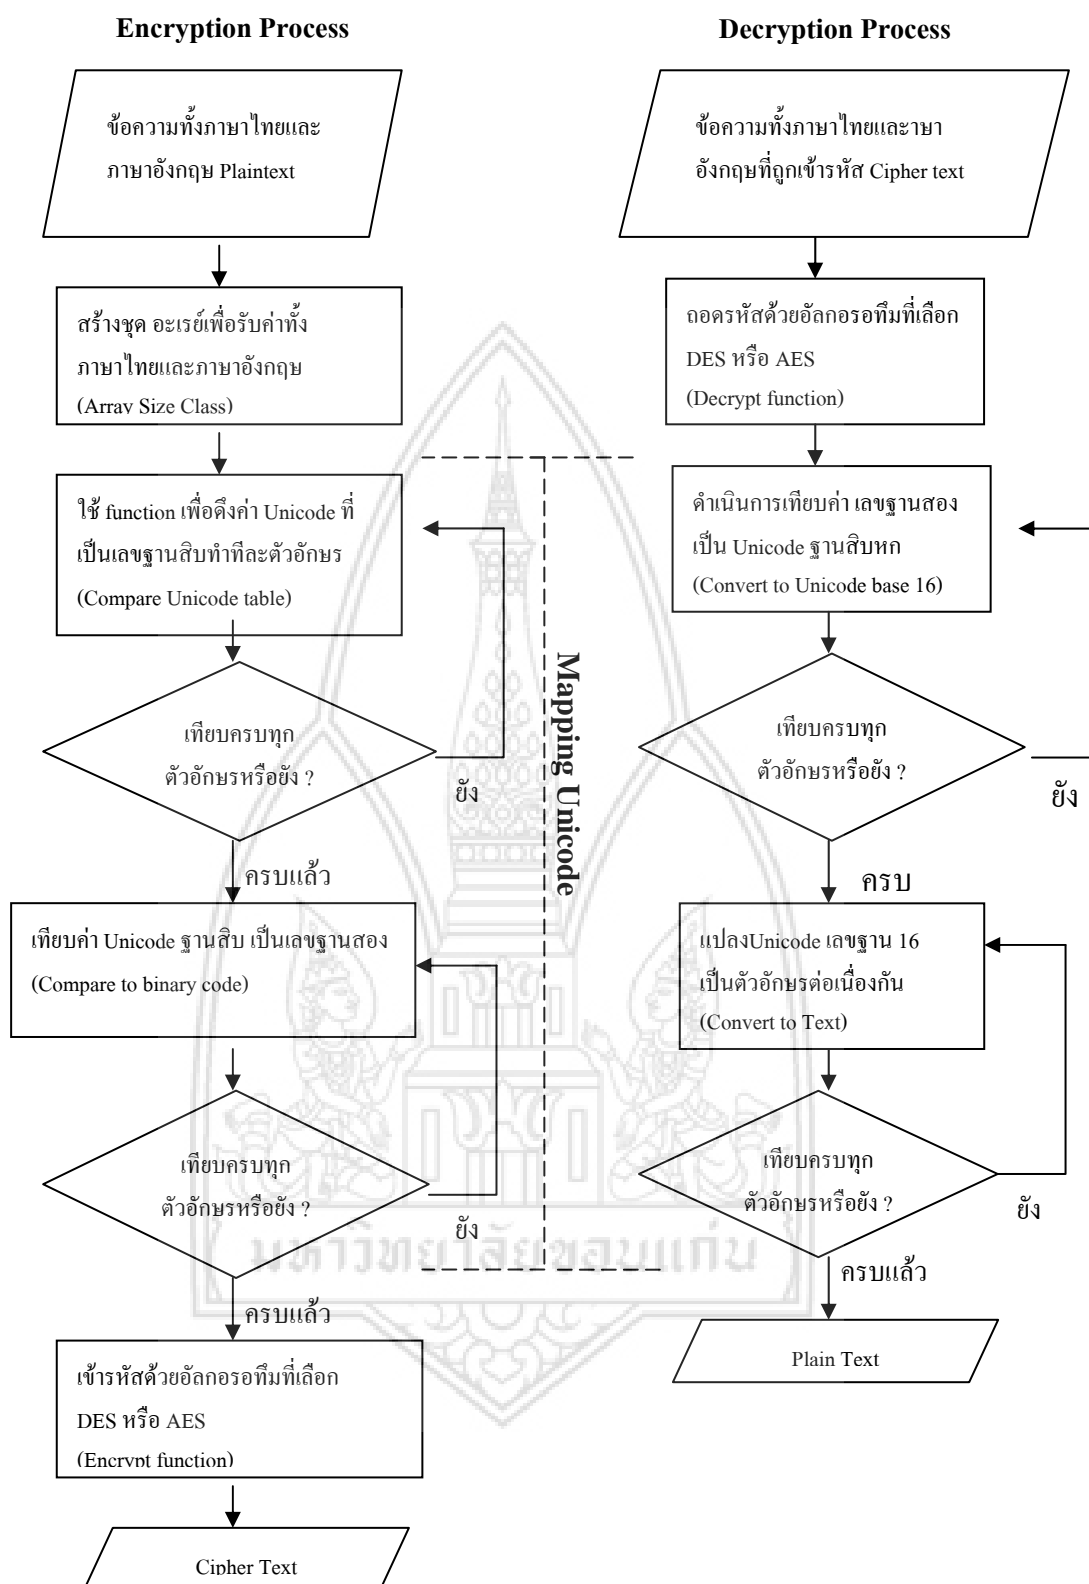 Encryption Process
ข้อความทั้งภาษาไทยและ
ภาษาอังกฤษ Plaintext
สร้างชุด อะเรย์เพื่อรับค่าทั้ง
ภาษาไทยและภาษาอังกฤษ
(Array Size Class)
ใช้ function เพื่อดึงค่า Unicode ที่
เป็นเลขฐานสิบทำทีละตัวอักษร
(Compare Unicode table)
เทียบครบทุก
ตัวอักษรหรือยัง ?
ยัง
ครบแล้ว
เทียบค่า Unicode ฐานสิบ เป็นเลขฐานสอง
(Compare to binary code)
เทียบครบทุก
ตัวอักษรหรือยัง ?
ยัง
ครบแล้ว
เข้ารหัสด้วยอัลกอรอทึมที่เลือก
DES หรือ AES
(Encrypt function)
Cipher Text
Mapping Unicode
Decryption Process
ข้อความทั้งภาษาไทยและาษา
อังกฤษที่ถูกเข้ารหัส Cipher text
ถอดรหัสด้วยอัลกอรอทึมที่เลือก
DES หรือ AES
(Decrypt function)
ดำเนินการเทียบค่า เลขฐานสอง
เป็น Unicode ฐานสิบหก
(Convert to Unicode base 16)
เทียบครบทุก
ตัวอักษรหรือยัง ?
ยัง
ครบ
แปลงUnicode เลขฐาน 16
เป็นตัวอักษรต่อเนื่องกัน
(Convert to Text)
เทียบครบทุก
ตัวอักษรหรือยัง ?
ยัง
ครบแล้ว
Plain Text
มหาวิทยาลัยขอนแก่น